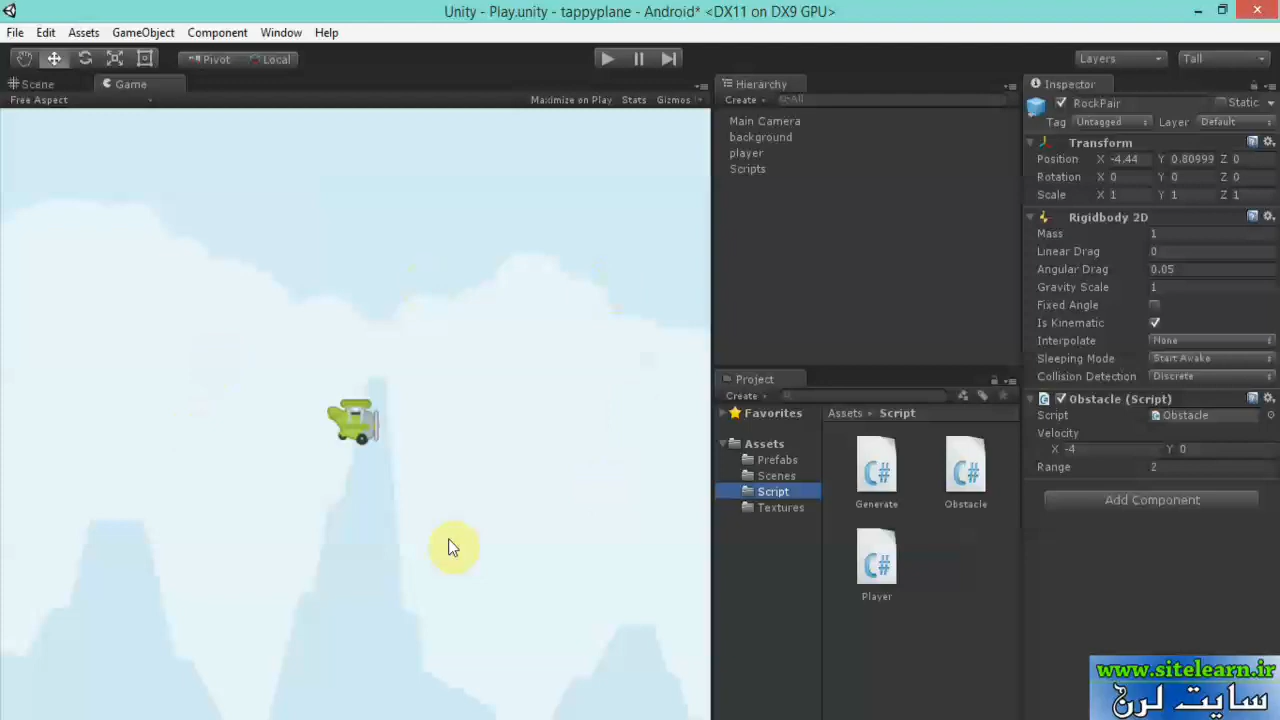 Unity - Play.unity - tappyplane - Android* <DX11 on DX9 GPU>
File Edit Assets GameObject Component Window Help
Pivot Local Layers Tall
Scene Game Hierarchy Inspector
Free Aspect Maximize on Play Stats Gizmos Create All
RockPair Static
Tag Untagged Layer Default
Main Camera
background
player
Scripts
Transform
Position X -4.44 Y 0.80999 Z 0
Rotation X 0 Y 0 Z 0
Scale X 1 Y 1 Z 1
Rigidbody 2D
Mass 1
Linear Drag 0
Angular Drag 0.05
Gravity Scale 1
Fixed Angle
Is Kinematic
Interpolate None
Sleeping Mode Start Awake
Collision Detection Discrete
Obstacle (Script)
Script Obstacle
Velocity
X -4 Y 0
Range 2
Add Component
Project
Create
Favorites Assets Script
Assets
Prefabs
Scenes
Script
Textures
C# C#
Generate Obstacle
C#
Player
www.sitelearn.ir
سایت لرن